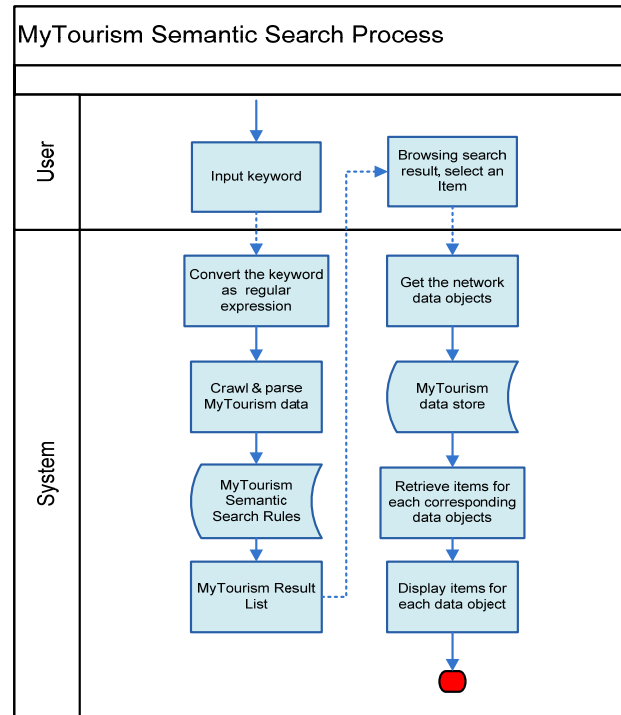 MyTourism Semantic Search Process
User
Input keyword
Browsing search
result, select an
Item
System
Convert the keyword
as regular
expression
Crawl & parse
MyTourism data
MyTourism
Semantic
Search Rules
MyTourism Result
List
Get the network
data objects
MyTourism
data store
Retrieve items for
each corresponding
data objects
Display items for
each data object